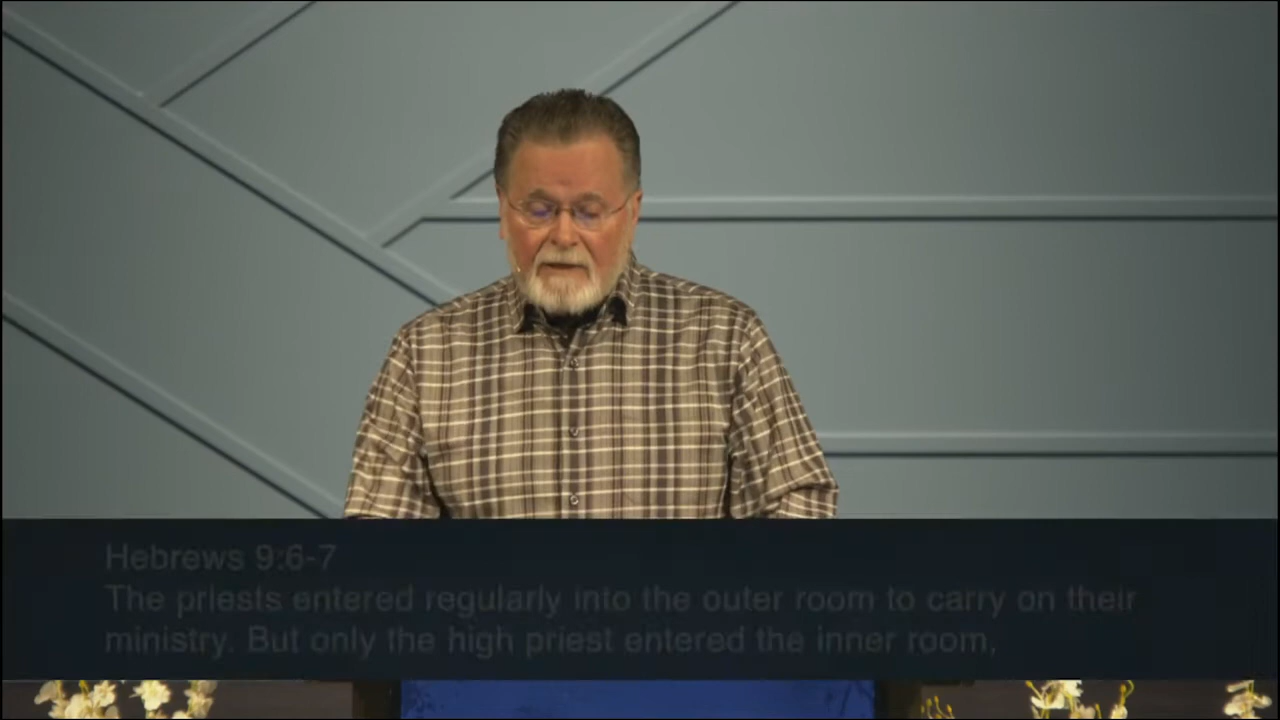 Hebrews 9:6-7
The priests entered regularly into the outer room to carry on their
ministry. But only the high priest entered the inner room,